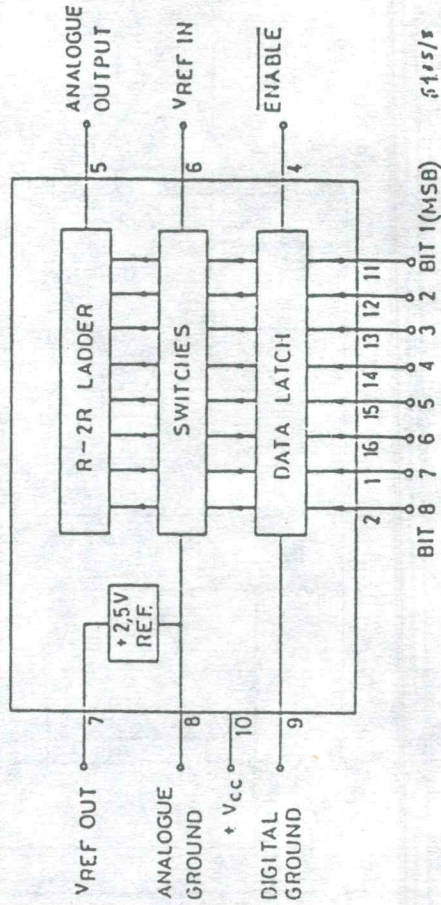 ANALOGUE
OUTPUT
5
R-2R LADDER
VREF IN
6
SWITCHES
ENABLE
4
DATA LATCH
+2,5V
REF.
VREF OUT
7
ANALOGUE
GROUND
8
+ Vcc
10
DIGITAL
GROUND
9
2 1 16 15 14 13 12 11
BIT 8 7 6 5 4 3 2 BIT 1(MSB)